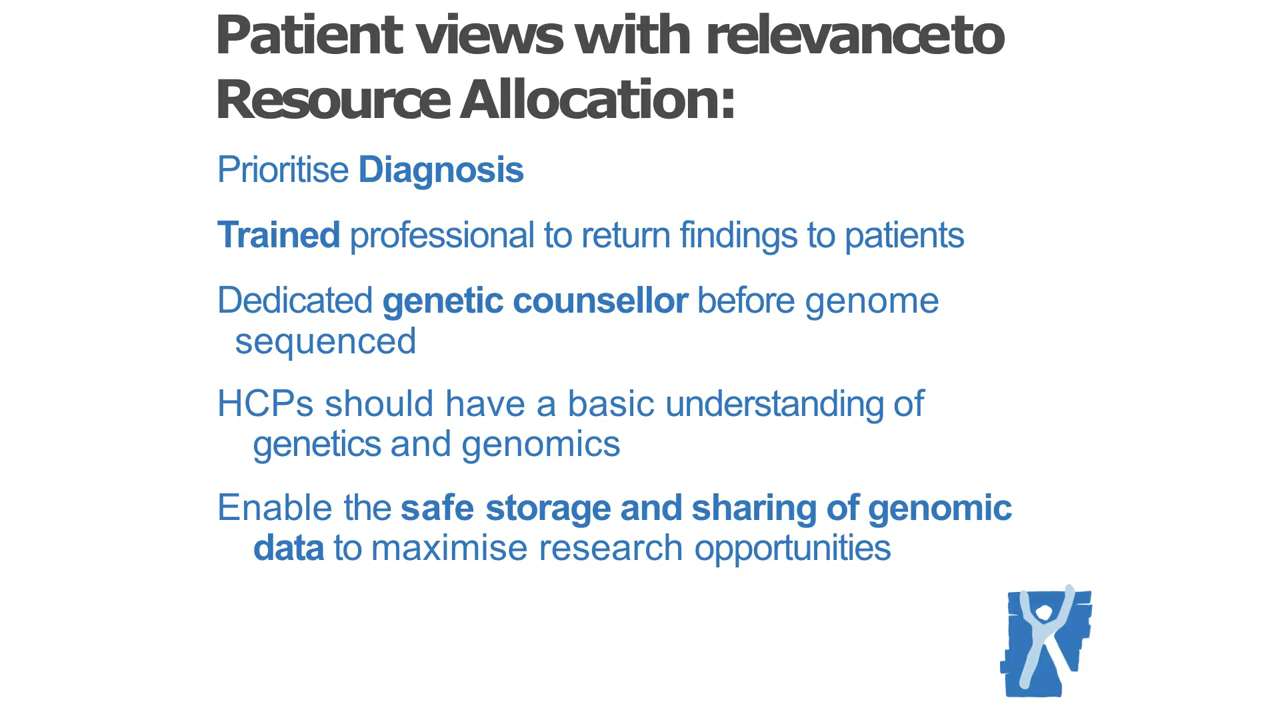 Patient views with relevanceto
Resource Allocation:
Prioritise Diagnosis
Trained professional to return findings to patients
Dedicated genetic counsellor before genome
sequenced
HCPs should have a basic understanding of
genetics and genomics
Enable the safe storage and sharing of genomic
data to maximise research opportunities